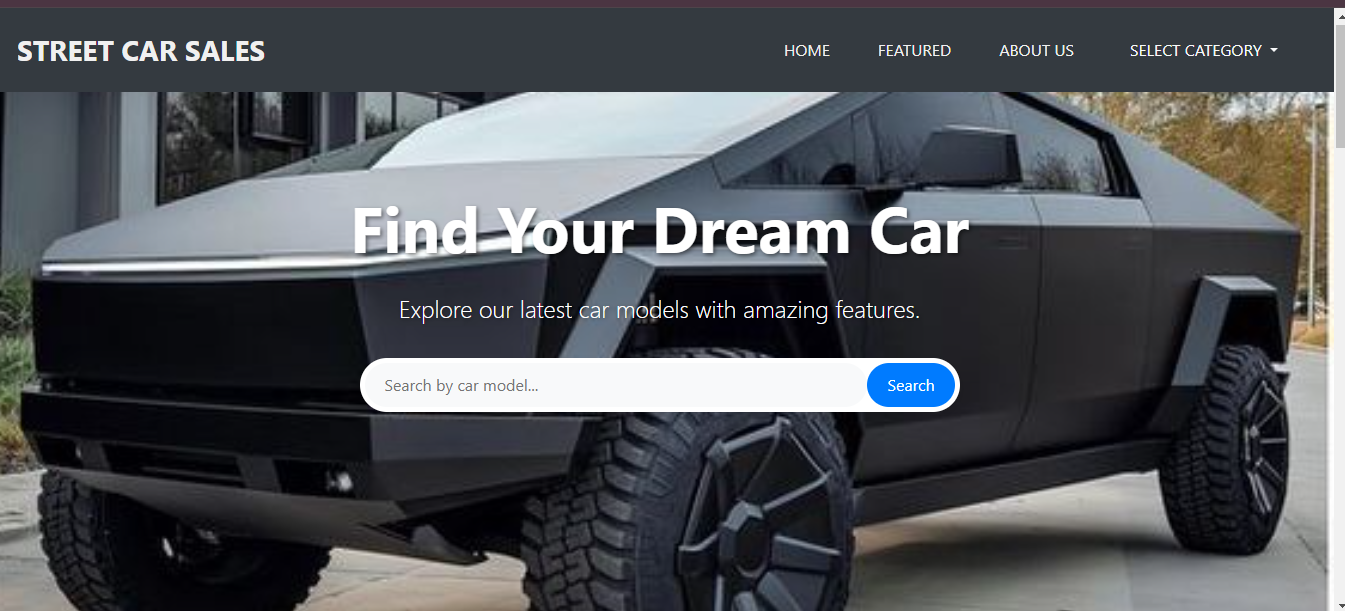 STREET CAR SALES
HOME
FEATURED
ABOUT US
SELECT CATEGORY
Find Your Dream Car
Explore our latest car models with amazing features.
Search by car model...
Search